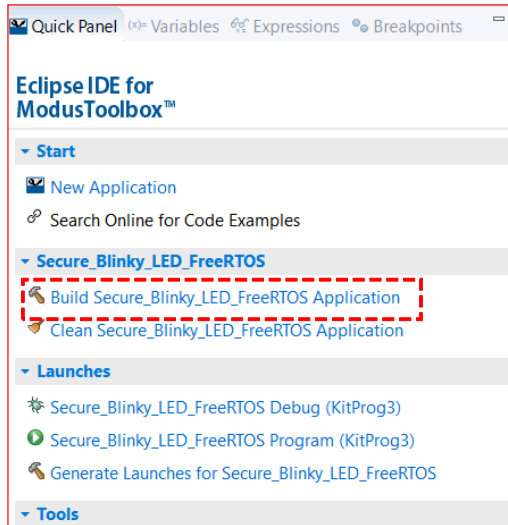 Quick Panel (x)= Variables Expressions Breakpoints
Eclipse IDE for
ModusToolbox™
Start
New Application
Search Online for Code Examples
Secure_Blinky_LED_FreeRTOS
Build Secure_Blinky_LED_FreeRTOS Application
Clean Secure_Blinky_LED_FreeRTOS Application
Launches
Secure_Blinky_LED_FreeRTOS Debug (KitProg3)
Secure_Blinky_LED_FreeRTOS Program (KitProg3)
Generate Launches for Secure_Blinky_LED_FreeRTOS
Tools